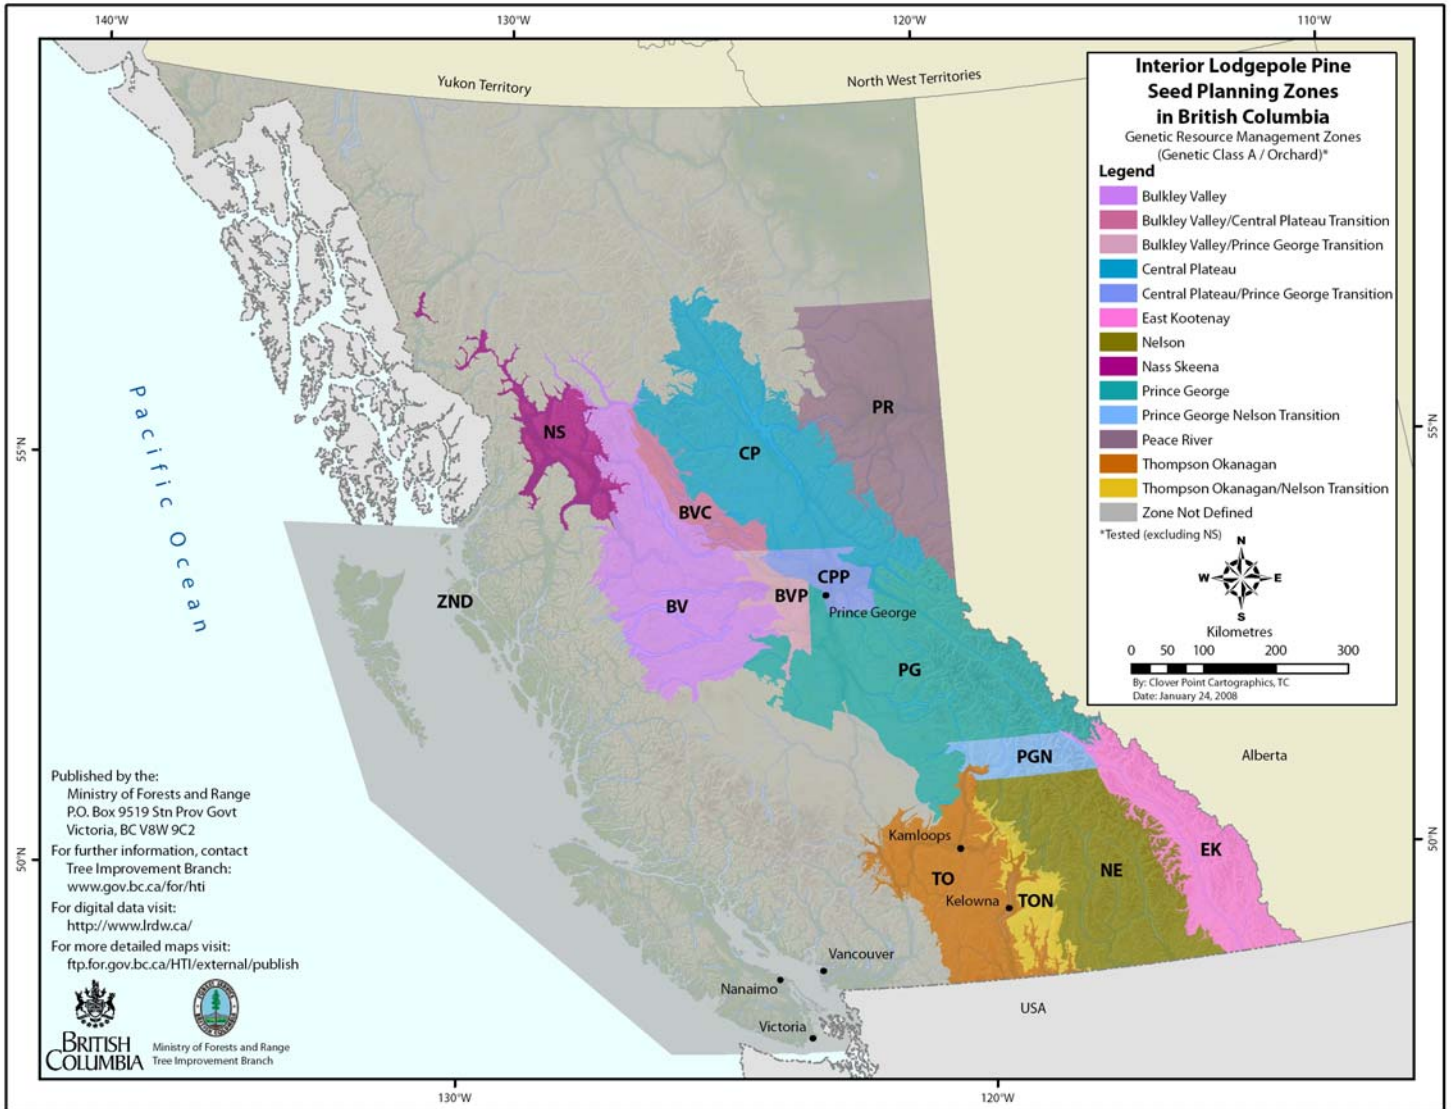 140°W
130°W
120°W
110°W
Yukon Territory
North West Territories
Interior Lodgepole Pine
Seed Planning Zones
in British Columbia
Genetic Resource Management Zones
(Genetic Class A / Orchard)*
Legend
Bulkley Valley
Bulkley Valley/Central Plateau Transition
Bulkley Valley/Prince George Transition
Central Plateau
Central Plateau/Prince George Transition
East Kootenay
Nelson
Nass Skeena
Prince George
Prince George Nelson Transition
Peace River
Thompson Okanagan
Thompson Okanagan/Nelson Transition
Zone Not Defined
*Tested (excluding NS)
N
W E
S
Kilometres
0 50 100 200 300
By: Clover Point Cartographics, TC
Date: January 24, 2008
Pacific Ocean
55°N
55°N
PR
NS
CP
BVC
CPP
BVP
Prince George
ZND
BV
PG
PGN
Alberta
Kamloops
50°N
50°N
EK
NE
TO
Kelowna
TON
Vancouver
Nanaimo
Victoria
USA
Published by the:
Ministry of Forests and Range
P.O. Box 9519 Stn Prov Govt
Victoria, BC V8W 9C2
For further information, contact
Tree Improvement Branch:
www.gov.bc.ca/for/hti
For digital data visit:
http://www.lrdw.ca/
For more detailed maps visit:
ftp.for.gov.bc.ca/HTI/external/publish
BRITISH
COLUMBIA
Ministry of Forests and Range
Tree Improvement Branch
130°W
120°W